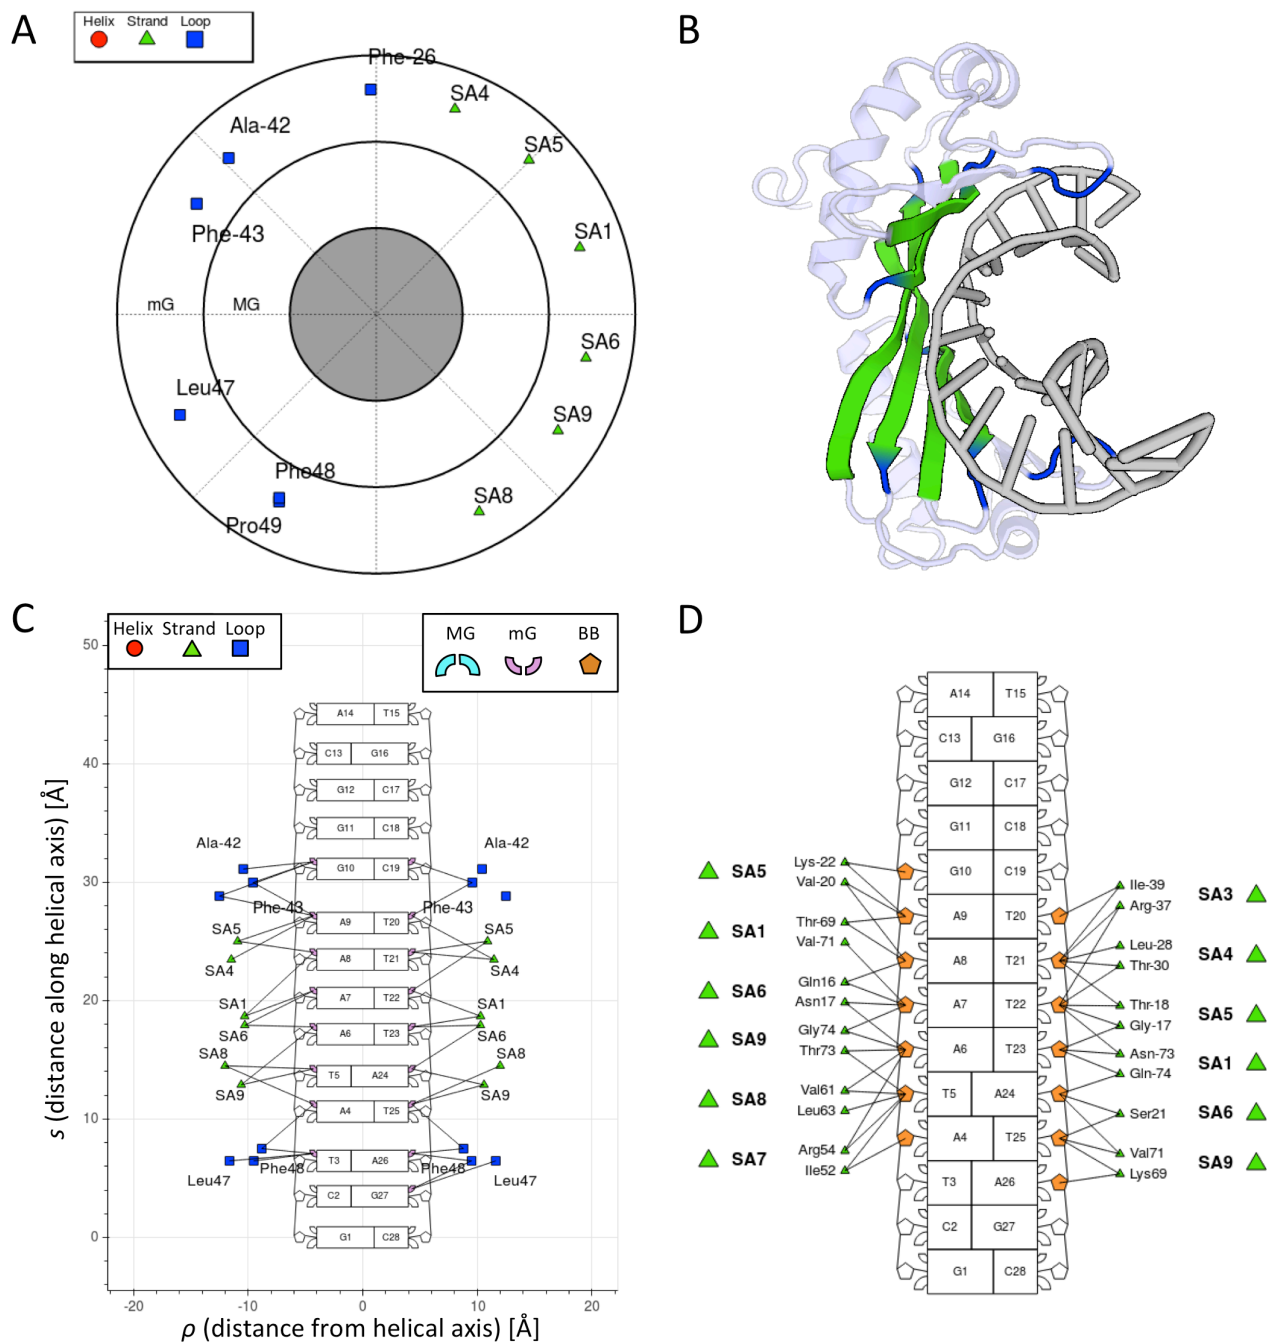 A
Helix Strand Loop
Phe-26
SA4
Ala-42
SA5
Phe-43
SA1
mG MG
SA6
Leu47
SA9
Phe48
SA8
Pro49
B
C
Helix Strand Loop
MG mG BB
50
40
30
20
10
0
-20 -10 0 10 20
s (distance along helical axis) [Å]
ρ (distance from helical axis) [Å]
A14 T15
C13 G16
G12 C17
G11 C18
Ala-42 Ala-42
G10 C19
Phe-43 Phe-43
A9 T20
SA5 SA5
A8 T21
SA4 SA4
A7 T22
SA1 SA1
A6 T23
SA6 SA6
SA8 SA8
T5 A24
SA9 SA9
A4 T25
T3 A26
Phe48 Phe48
Leu47 Leu47
C2 G27
G1 C28
D
A14 T15
C13 G16
G12 C17
G11 C18
G10 C19
A9 T20
A8 T21
A7 T22
A6 T23
T5 A24
A4 T25
T3 A26
C2 G27
G1 C28
SA5
SA1
SA6
SA9
SA8
SA7
Lys-22
Val-20
Thr-69
Val-71
Gln16
Asn17
Gly74
Thr73
Val61
Leu63
Arg54
Ile52
Ile-39
Arg-37
Leu-28
Thr-30
Thr-18
Gly-17
Asn-73
Gln-74
Ser21
Val71
Lys69
SA3
SA4
SA5
SA1
SA6
SA9